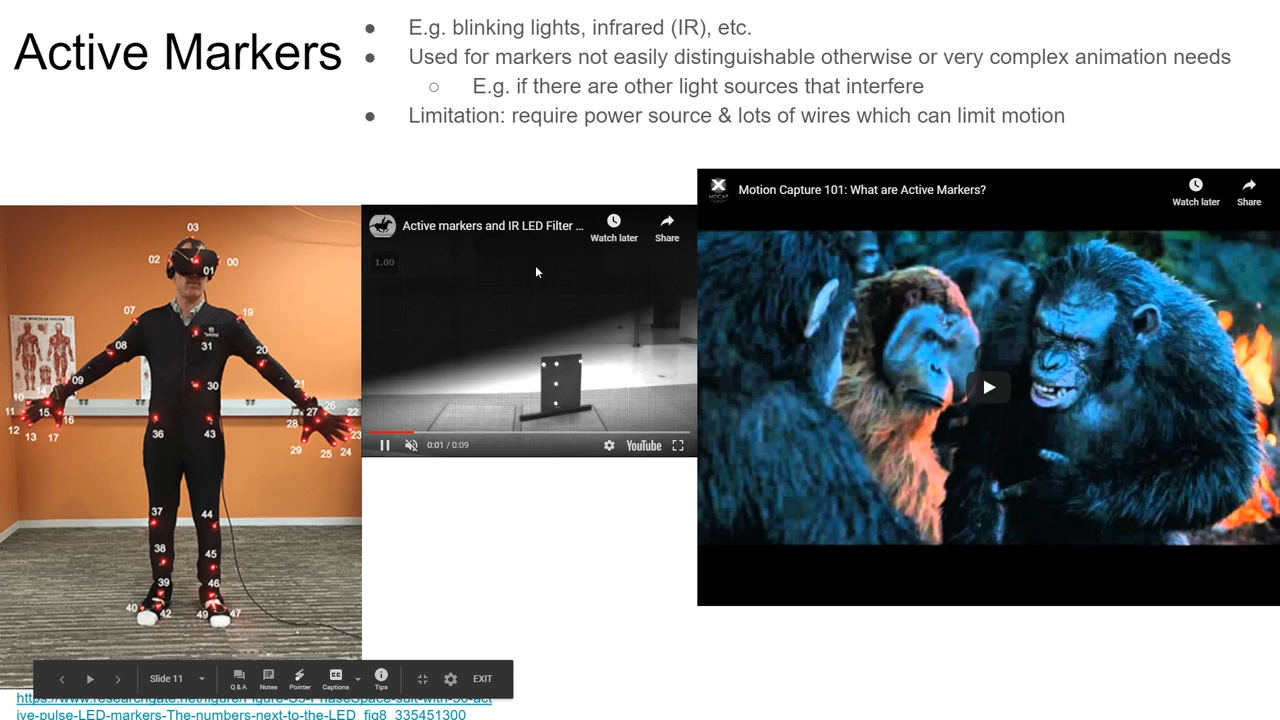 Active Markers
● E.g. blinking lights, infrared (IR), etc.
● Used for markers not easily distinguishable otherwise or very complex animation needs
○ E.g. if there are other light sources that interfere
● Limitation: require power source & lots of wires which can limit motion
03
02
00
01
07
19
31
08
20
09
30
21
10
11
15
16
12
13
17
26
27
22
28
23
29
25
24
36
43
37
44
38
45
39
46
40
42
49
47
Active markers and IR LED Filter ...
Watch later
Share
1.00
0:01 / 0:09
YouTube
MOCAP
Motion Capture 101: What are Active Markers?
Watch later
Share
Slide 11
Q & A
Notes
Pointer
Captions
Tips
EXIT
ive-pulse-LED-markers-The-numbers-next-to-the-LED_fig8_335451300